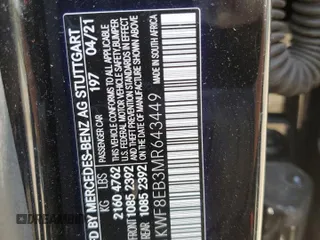 D BY MERCEDES-BENZ AG STUTTGART
197 04/21
PASSENGER CAR
THIS VEHICLE CONFORMS TO ALL APPLICABLE
U.S. FEDERAL MOTOR VEHICLE SAFETY, BUMPER
AND THEFT PREVENTION STANDARDS IN EFFECT ON
THE DATE OF MANUFACTURE SHOWN ABOVE.
MADE IN SOUTH AFRICA
KG LBS
2160 4762
FRONT
1085 2392
REAR
1085 2392
KWF8EB3MR643449